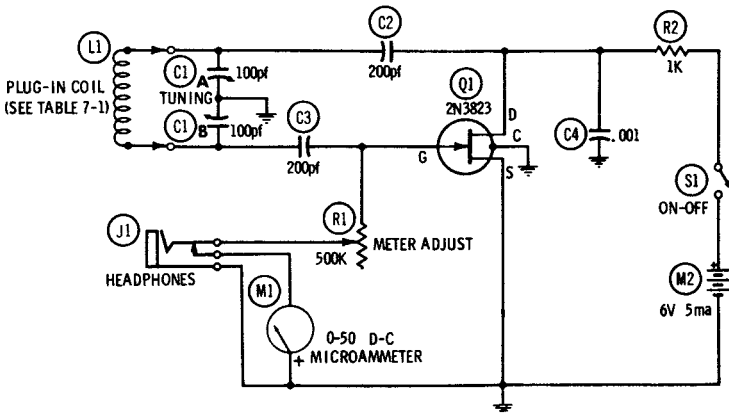 L1
PLUG-IN COIL
(SEE TABLE 7-1)
C1
A
100pf
TUNING
C1
B
100pf
C2
200pf
C3
200pf
Q1
2N3823
D
C
G
S
R2
1K
C4
.001
S1
ON-OFF
M2
+
6V 5ma
J1
HEADPHONES
R1
500K
METER ADJUST
M1
+
0-50 D-C
MICROAMMETER